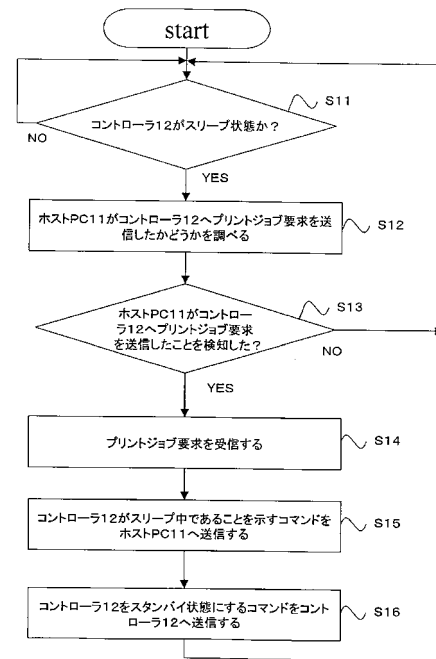 start
コントローラ12がスリープ状態か？
S11
NO
YES
ホストPC11がコントローラ12へプリントジョブ要求を送
信したかどうかを調べる
S12
ホストPC11がコントロー
ラ12へプリントジョブ要求
を送信したことを検知した？
S13
NO
YES
プリントジョブ要求を受信する
S14
コントローラ12がスリープ中であることを示すコマンドを
ホストPC11へ送信する
S15
コントローラ12をスタンバイ状態にするコマンドをコント
ローラ12へ送信する
S16